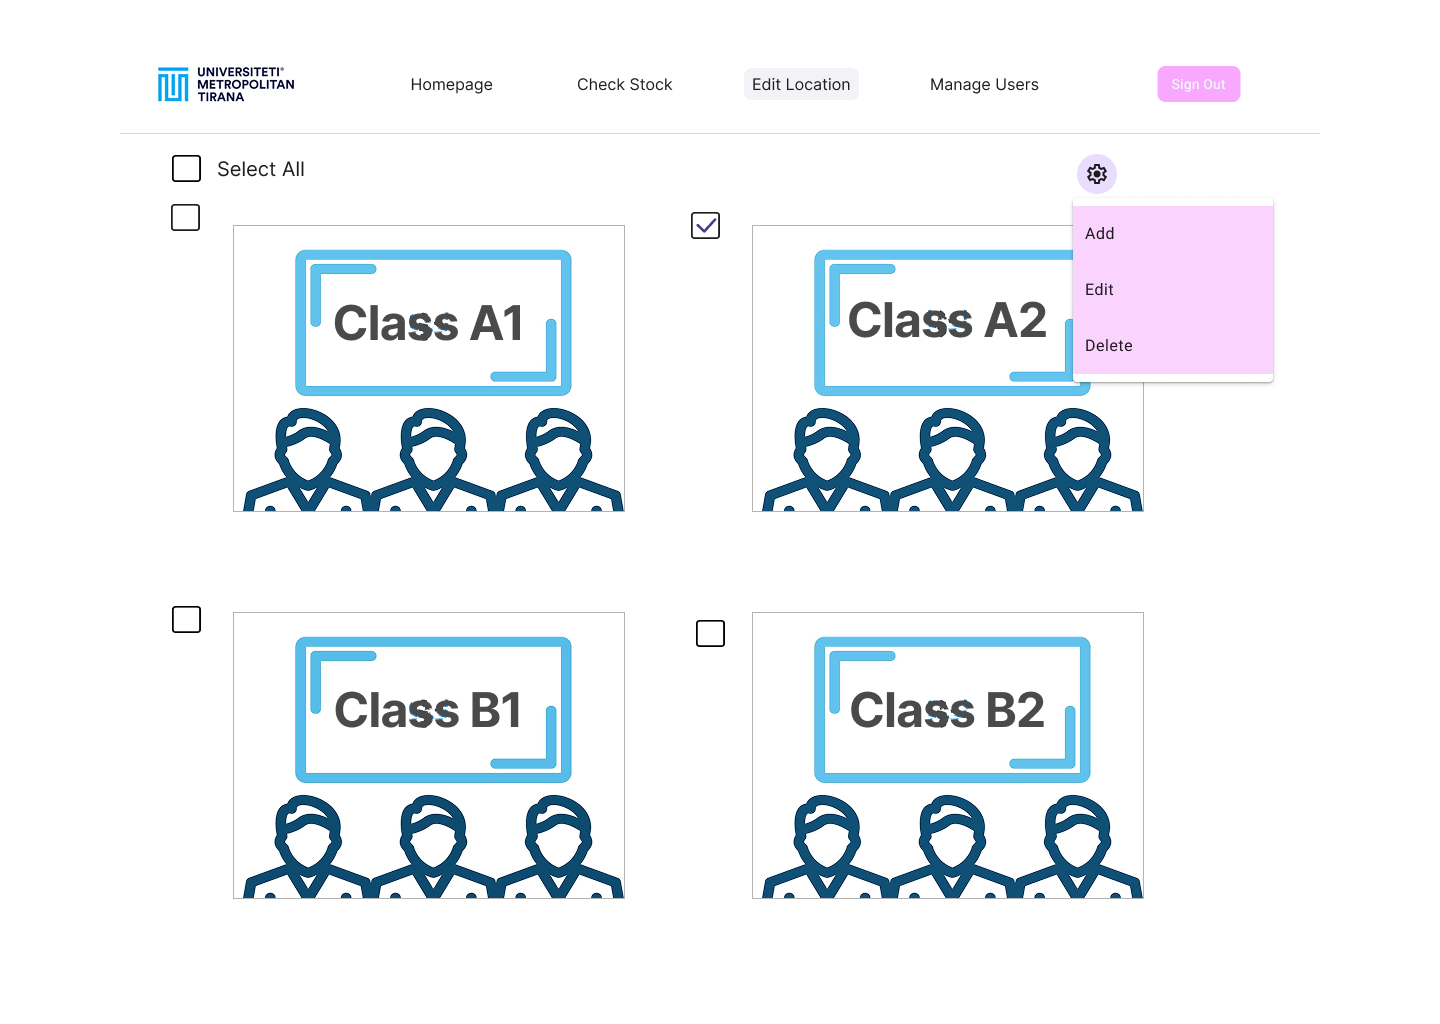 UNIVERSITETI®
METROPOLITAN
TIRANA
Homepage
Check Stock
Edit Location
Manage Users
Sign Out
Select All
Add
Edit
Delete
Class A1
Class A2
Class B1
Class B2